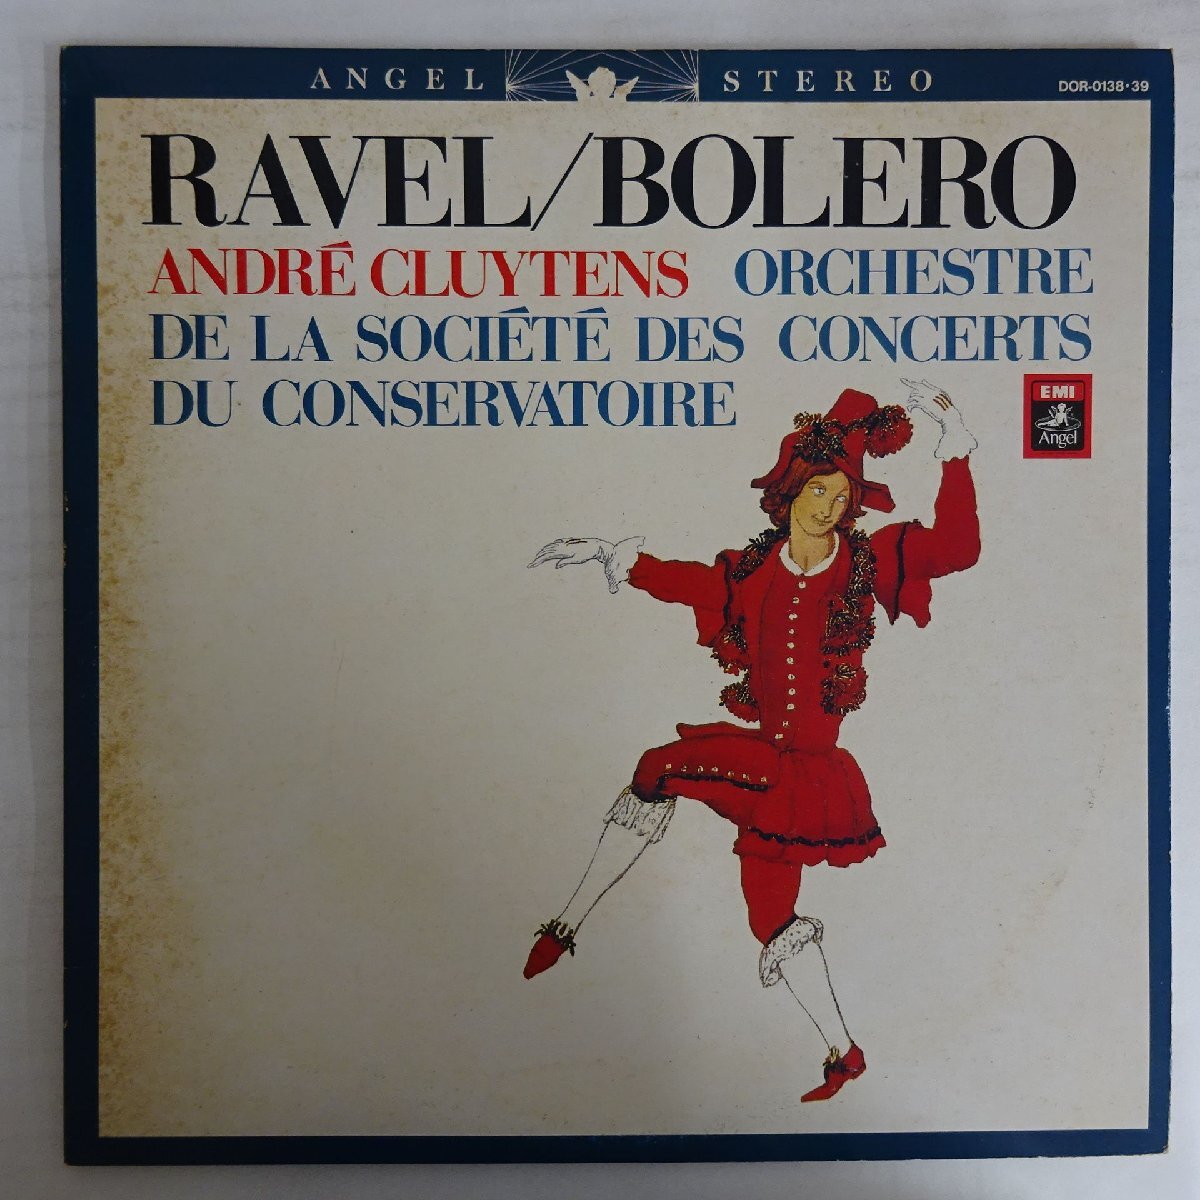 ANGEL STEREO DOR-0138・39
RAVEL/BOLERO
ANDRÉ CLUYTENS ORCHESTRE
DE LA SOCIÉTÉ DES CONCERTS
DU CONSERVATOIRE
EMI
Angel